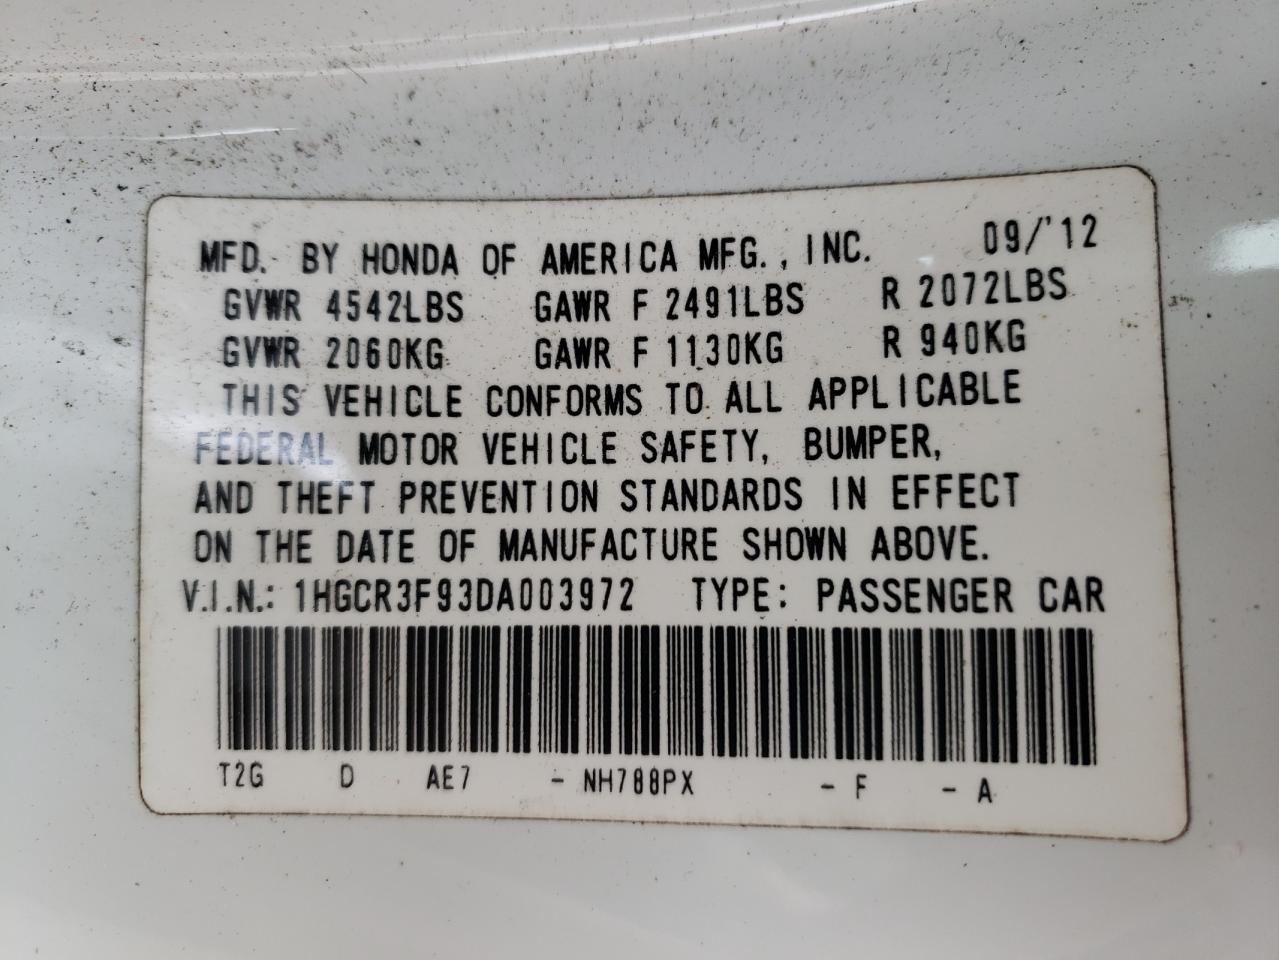 MFD. BY HONDA OF AMERICA MFG., INC. 09/'12
GVWR 4542LBS GAWR F 2491LBS R 2072LBS
GVWR 2060KG GAWR F 1130KG R 940KG
THIS VEHICLE CONFORMS TO ALL APPLICABLE
FEDERAL MOTOR VEHICLE SAFETY, BUMPER,
AND THEFT PREVENTION STANDARDS IN EFFECT
ON THE DATE OF MANUFACTURE SHOWN ABOVE.
V.I.N.: 1HGCR3F93DA003972 TYPE: PASSENGER CAR
T2G D AE7 - NH788PX - F - A